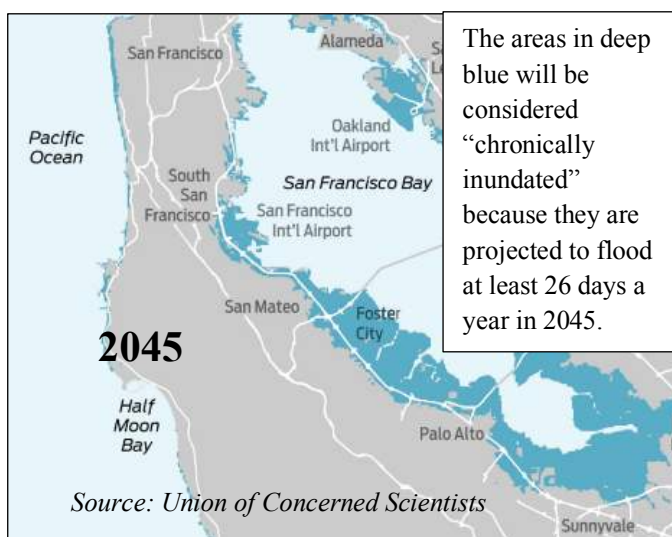 San Francisco
Alameda
Sa
Le
Pacific
Ocean
Oakland
Int'l Airport
San Francisco Bay
South
San
Francisco
San Francisco
Int'l Airport
San Mateo
Foster
City
2045
Half
Moon
Bay
Palo Alto
Sunnyvale
Source: Union of Concerned Scientists
The areas in deep
blue will be
considered
“chronically
inundated”
because they are
projected to flood
at least 26 days a
year in 2045.